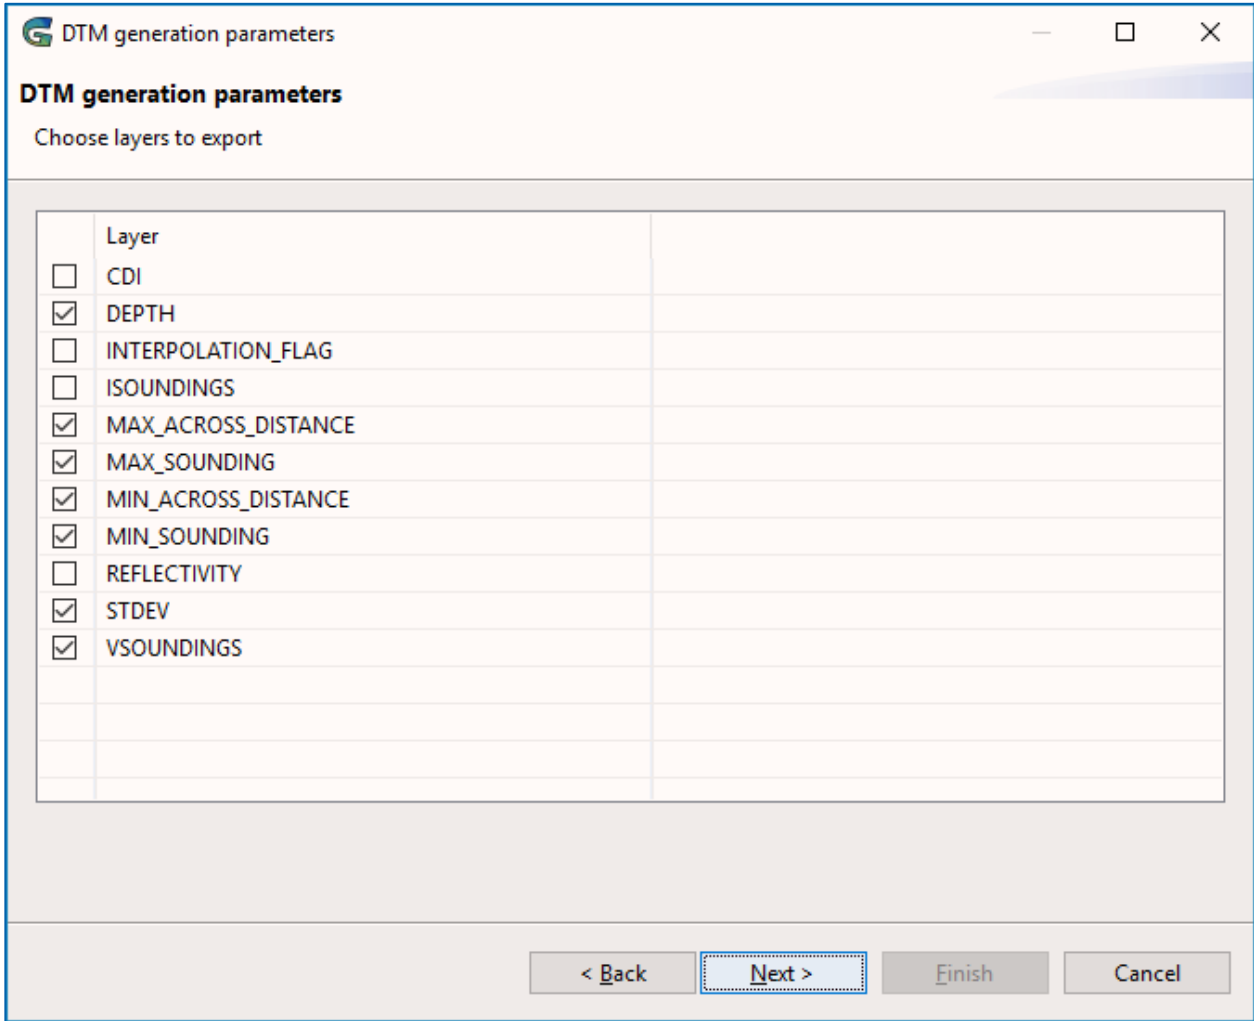 DTM generation parameters
DTM generation parameters
Choose layers to export
Layer
CDI
DEPTH
INTERPOLATION_FLAG
ISOUNDINGS
MAX_ACROSS_DISTANCE
MAX_SOUNDING
MIN_ACROSS_DISTANCE
MIN_SOUNDING
REFLECTIVITY
STDEV
VSOUNDINGS
< Back Next > Finish Cancel